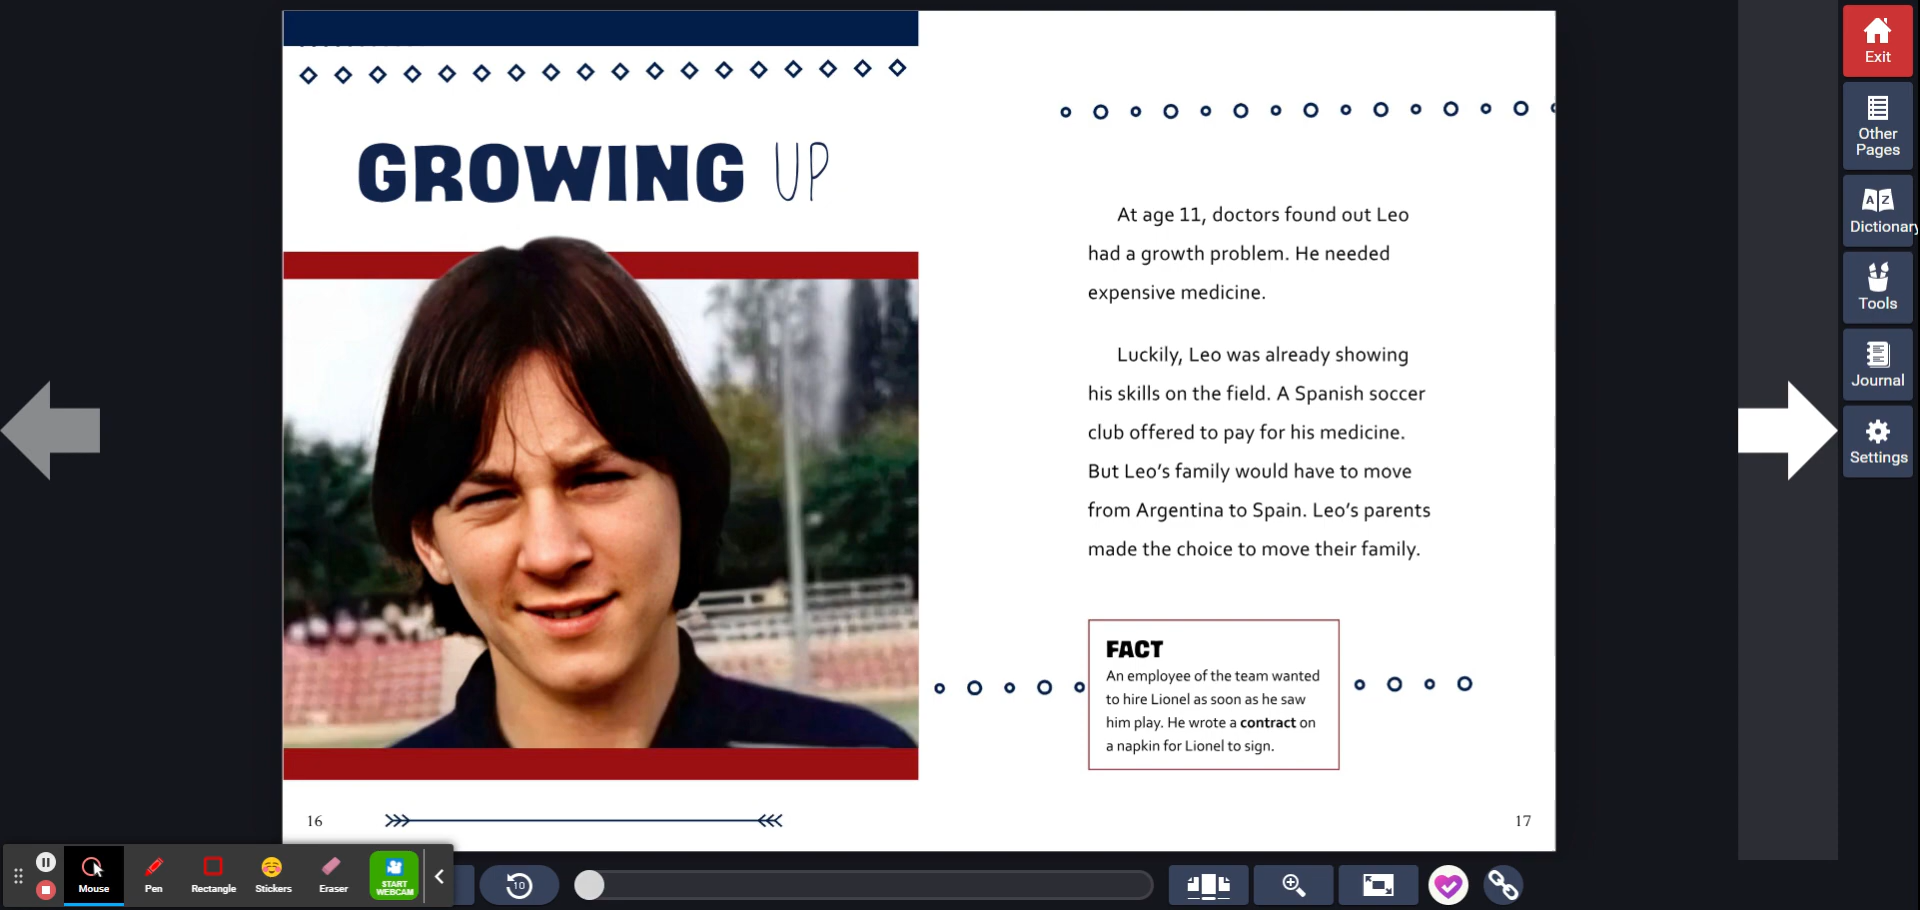 GROWING UP
At age 11, doctors found out Leo
had a growth problem. He needed
expensive medicine.
Luckily, Leo was already showing
his skills on the field. A Spanish soccer
club offered to pay for his medicine.
But Leo’s family would have to move
from Argentina to Spain. Leo’s parents
made the choice to move their family.
FACT
An employee of the team wanted
to hire Lionel as soon as he saw
him play. He wrote a contract on
a napkin for Lionel to sign.
16
17
Exit
Other
Pages
A Z
Dictionary
Tools
Journal
Settings
Mouse
Pen
Rectangle
Stickers
Eraser
START
WEBCAM
10